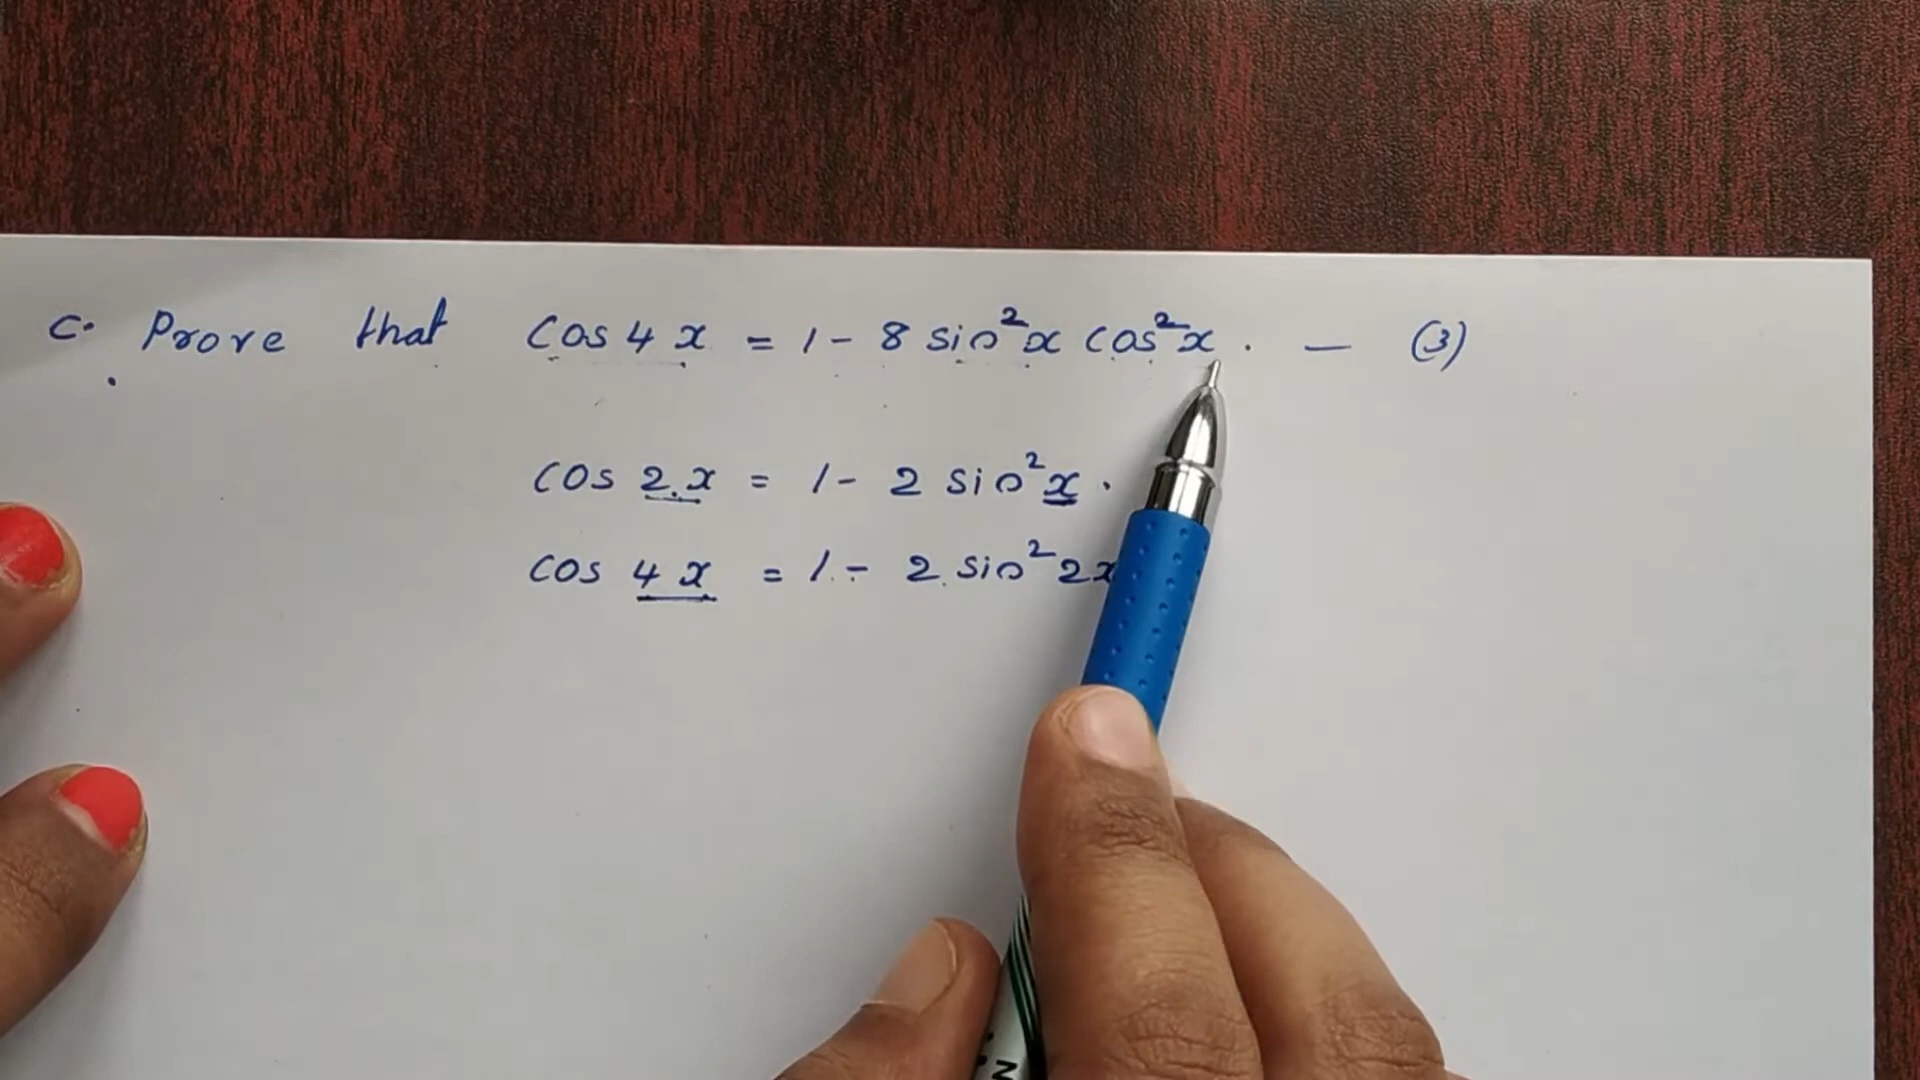 C. Prove that Cos 4x = 1 - 8 sin²x cos²x. — (3)
cos 2x = 1 - 2 sin²x.
cos 4x = 1 - 2 sin²2x